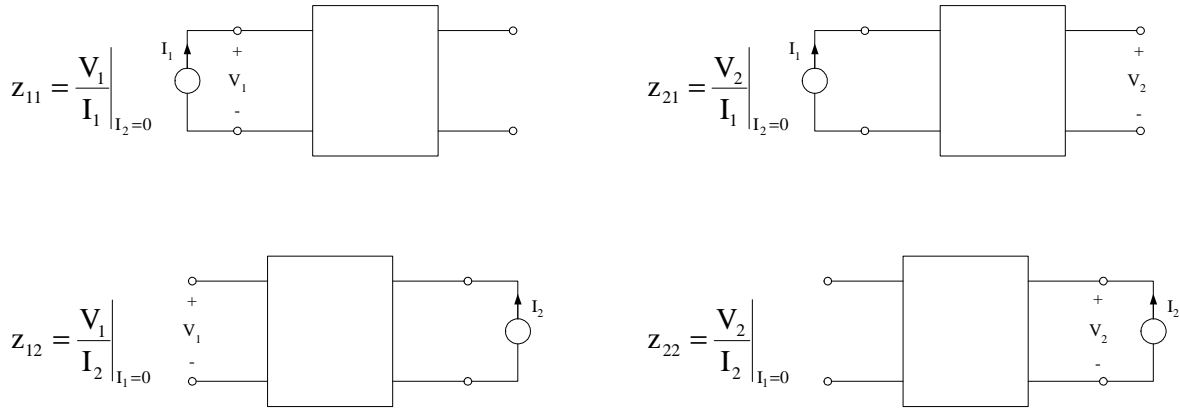 z₁₁ = V₁/I₁ |I₂=0
I₁
+
V₁
-
z₂₁ = V₂/I₁ |I₂=0
I₁
+
V₂
-
z₁₂ = V₁/I₂ |I₁=0
+
V₁
-
I₂
z₂₂ = V₂/I₂ |I₁=0
+
V₂
-
I₂